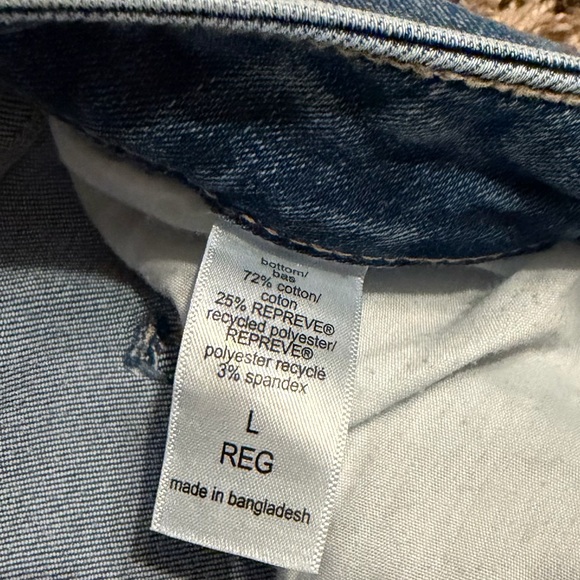 bottom/
bas
72% cotton/
coton
25% REPREVE®
recycled polyester/
REPREVE®
polyester recyclé
3% spandex
L
REG
made in bangladesh